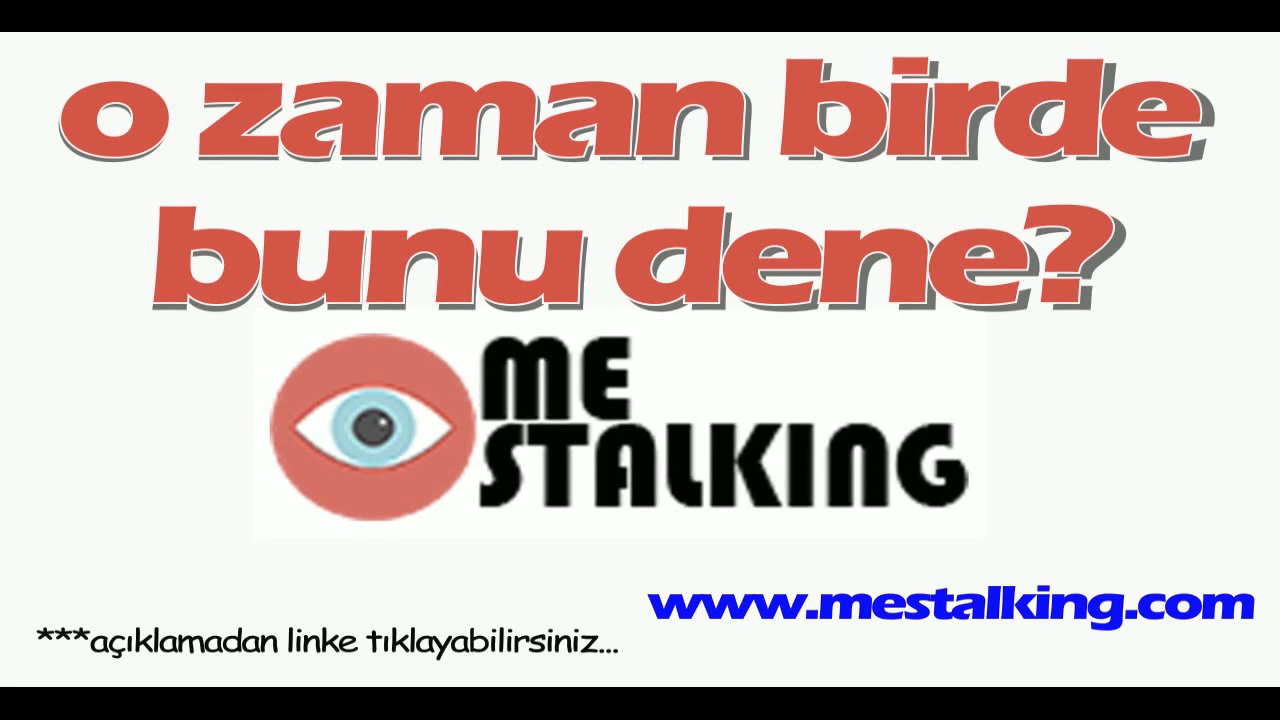 o zaman birde
bunu dene?
ME
STALKING
www.mestalking.com
***açıklamadan linke tıklayabilirsiniz...